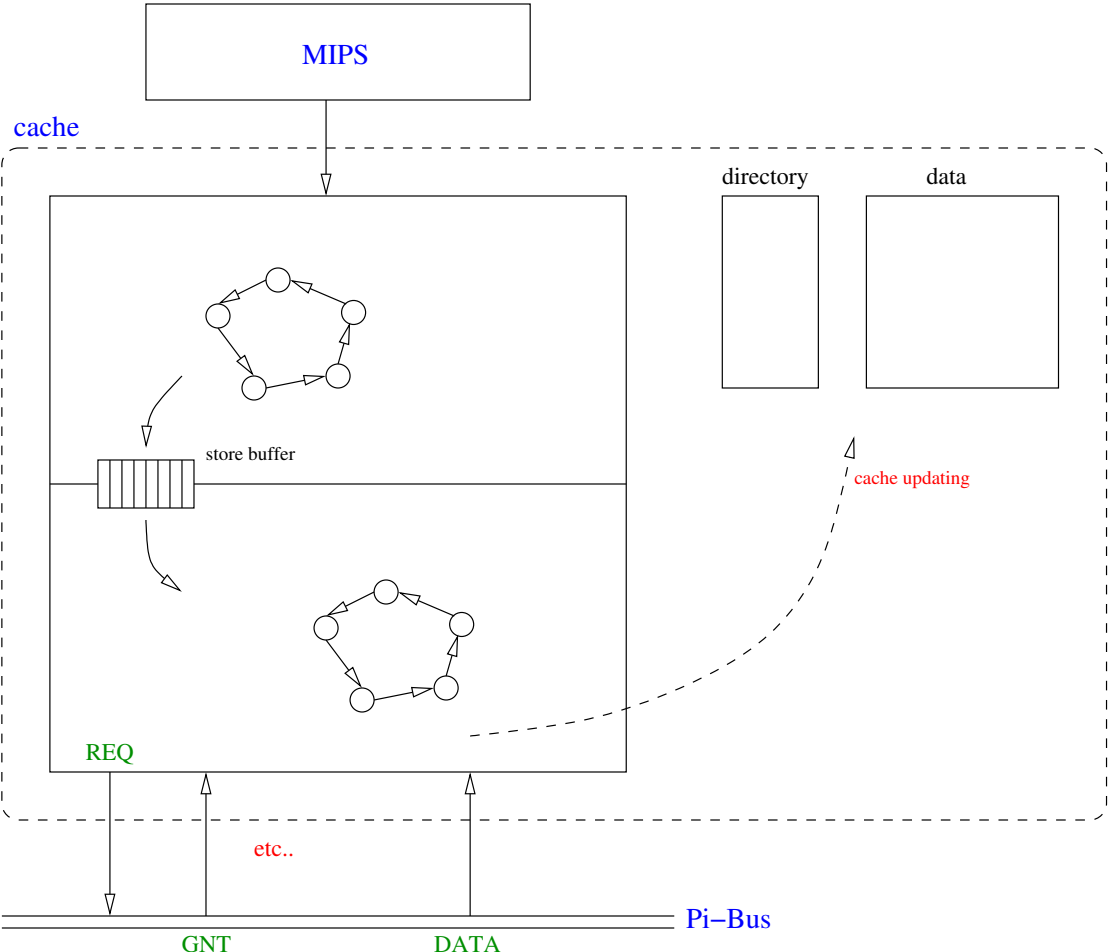 MIPS
cache
directory
data
store buffer
cache updating
REQ
etc..
Pi−Bus
GNT
DATA